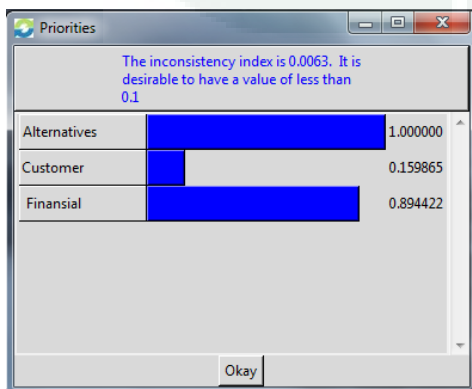 Priorities
The inconsistency index is 0.0063. It is
desirable to have a value of less than
0.1
Alternatives 1.000000
Customer 0.159865
Finansial 0.894422
Okay